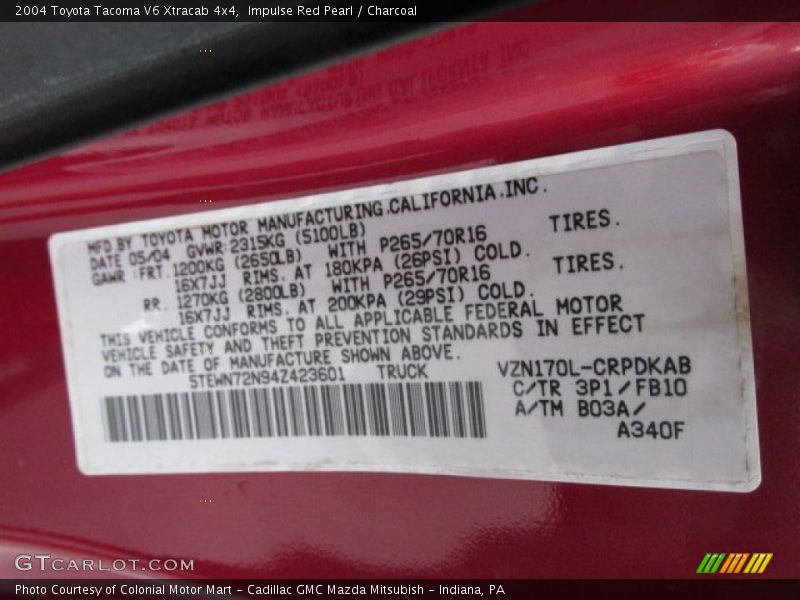 2004 Toyota Tacoma V6 Xtracab 4x4, Impulse Red Pearl / Charcoal
MFD BY TOYOTA MOTOR MANUFACTURING,CALIFORNIA,INC.
DATE 05/04 GVWR:2315KG (5100LB)
GAWR :FRT.1200KG (2650LB) WITH P265/70R16 TIRES.
16X7JJ RIMS. AT 180KPA (26PSI) COLD.
RR. 1270KG (2800LB) WITH P265/70R16 TIRES.
16X7JJ RIMS. AT 200KPA (29PSI) COLD.
THIS VEHICLE CONFORMS TO ALL APPLICABLE FEDERAL MOTOR
VEHICLE SAFETY AND THEFT PREVENTION STANDARDS IN EFFECT
ON THE DATE OF MANUFACTURE SHOWN ABOVE.
5TEWN72N94Z423601 TRUCK
VZN170L-CRPDKAB
C/TR 3P1/FB10
A/TM B03A/
A340F
GTCARLOT.COM
Photo Courtesy of Colonial Motor Mart - Cadillac GMC Mazda Mitsubish - Indiana, PA